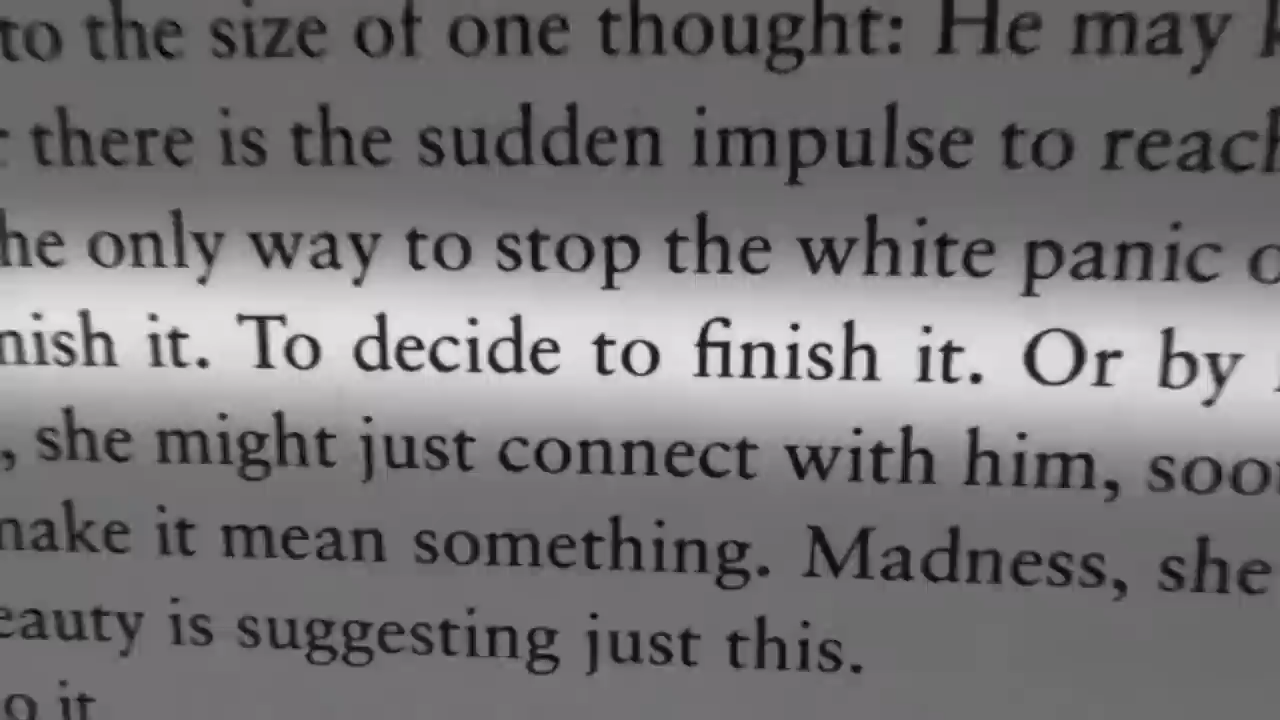 to the size of one thought: He may
there is the sudden impulse to reach
he only way to stop the white panic
nish it. To decide to finish it. Or by
, she might just connect with him, soo
make it mean something. Madness, she
eauty is suggesting just this.
o it